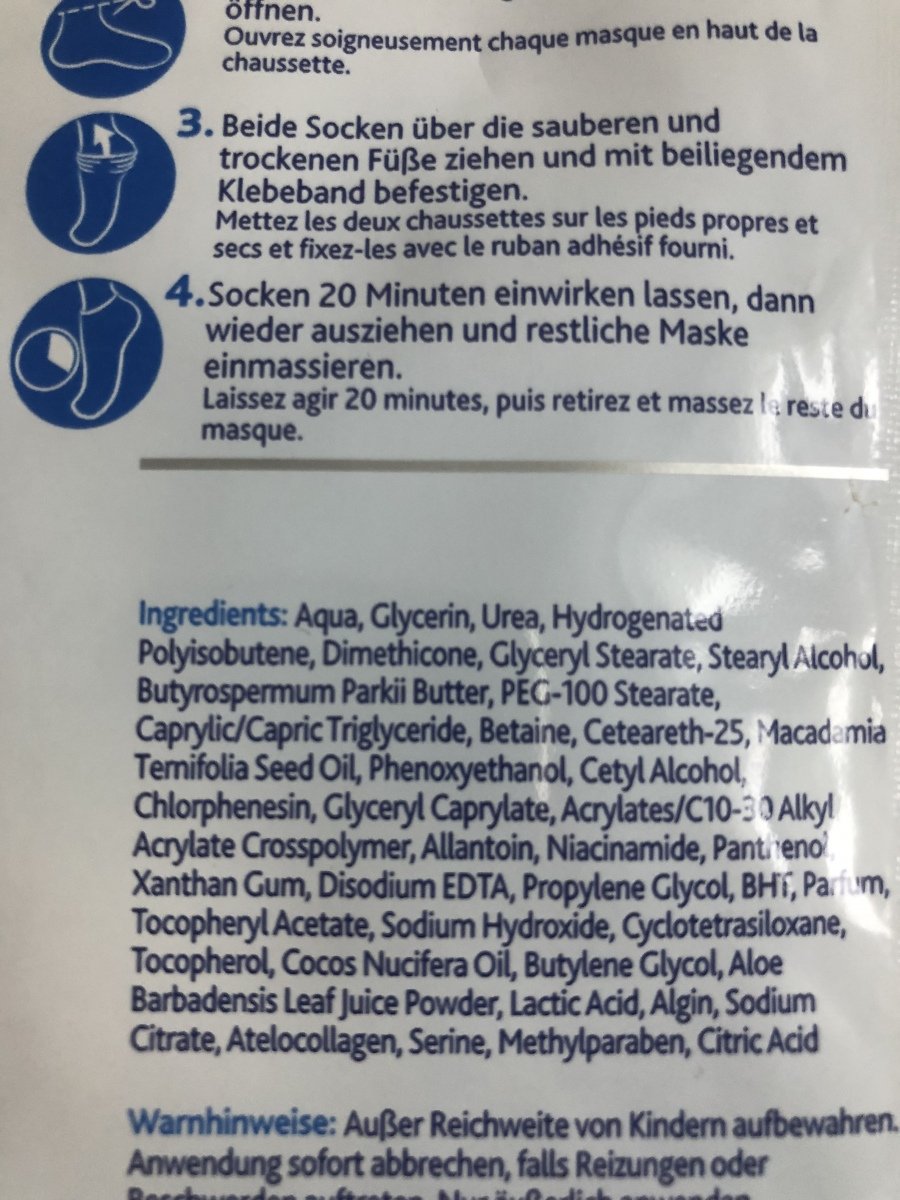 öffnen.
Ouvrez soigneusement chaque masque en haut de la
chaussette.
3. Beide Socken über die sauberen und
trockenen Füße ziehen und mit beiliegendem
Klebeband befestigen.
Mettez les deux chaussettes sur les pieds propres et
secs et fixez-les avec le ruban adhésif fourni.
4. Socken 20 Minuten einwirken lassen, dann
wieder ausziehen und restliche Maske
einmassieren.
Laissez agir 20 minutes, puis retirez et massez le reste du
masque.
Ingredients: Aqua, Glycerin, Urea, Hydrogenated
Polyisobutene, Dimethicone, Glyceryl Stearate, Stearyl Alcohol,
Butyrospermum Parkii Butter, PEG-100 Stearate,
Caprylic/Capric Triglyceride, Betaine, Ceteareth-25, Macadamia
Ternifolia Seed Oil, Phenoxyethanol, Cetyl Alcohol,
Chlorphenesin, Glyceryl Caprylate, Acrylates/C10-30 Alkyl
Acrylate Crosspolymer, Allantoin, Niacinamide, Panthenol,
Xanthan Gum, Disodium EDTA, Propylene Glycol, BHT, Parfum,
Tocopheryl Acetate, Sodium Hydroxide, Cyclotetrasiloxane,
Tocopherol, Cocos Nucifera Oil, Butylene Glycol, Aloe
Barbadensis Leaf Juice Powder, Lactic Acid, Algin, Sodium
Citrate, Atelocollagen, Serine, Methylparaben, Citric Acid
Warnhinweise: Außer Reichweite von Kindern aufbewahren.
Anwendung sofort abbrechen, falls Reizungen oder